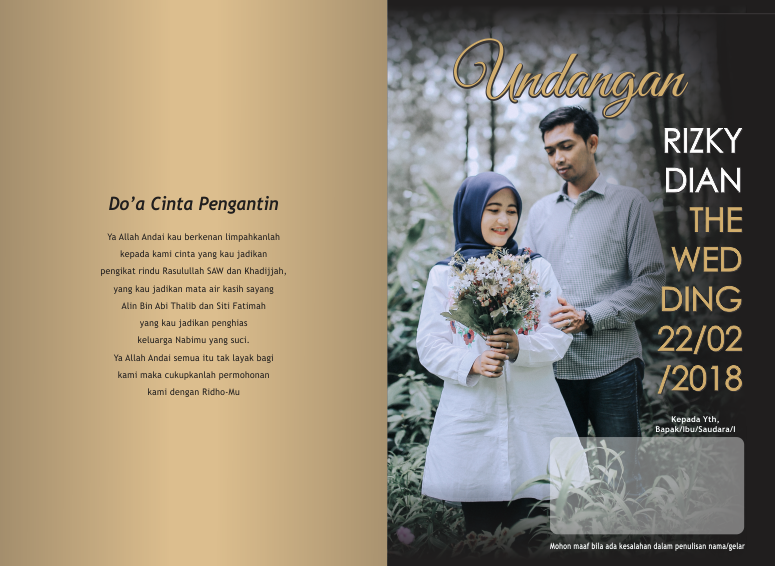 Do'a Cinta Pengantin
Ya Allah Andai kau berkenan limpahkanlah
kepada kami cinta yang kau jadikan
pengikat rindu Rasulullah SAW dan Khadijjah,
yang kau jadikan mata air kasih sayang
Alin Bin Abi Thalib dan Siti Fatimah
yang kau jadikan penghias
keluarga Nabimu yang suci.
Ya Allah Andai semua itu tak layak bagi
kami maka cukupkanlah permohonan
kami dengan Ridho-Mu
Undangan
RIZKY
DIAN
THE
WED
DING
22/02
/2018
Kepada Yth,
Bapak/Ibu/Saudara/I
Mohon maaf bila ada kesalahan dalam penulisan nama/gelar